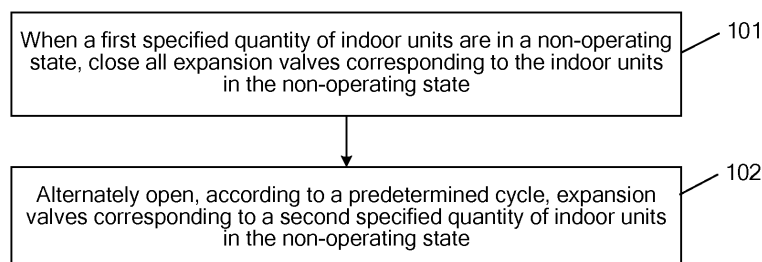 When a first specified quantity of indoor units are in a non-operating
state, close all expansion valves corresponding to the indoor units
in the non-operating state
101
Alternately open, according to a predetermined cycle, expansion
valves corresponding to a second specified quantity of indoor units
in the non-operating state
102